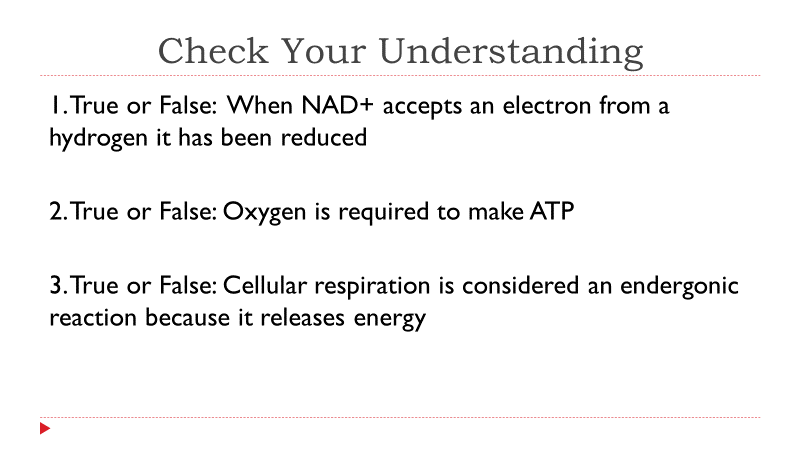 Check Your Understanding
1. True or False:  When NAD+ accepts an electron from a
hydrogen it has been reduced
2. True or False: Oxygen is required to make ATP
3. True or False: Cellular respiration is considered an endergonic
reaction because it releases energy